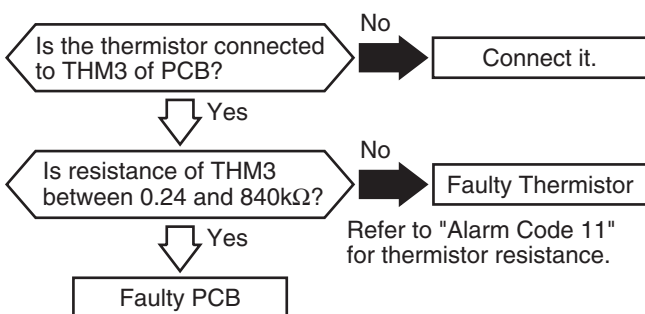 Is the thermistor connected
to THM3 of PCB?
No
Connect it.
Yes
Is resistance of THM3
between 0.24 and 840kΩ?
No
Faulty Thermistor
Refer to "Alarm Code 11"
for thermistor resistance.
Yes
Faulty PCB